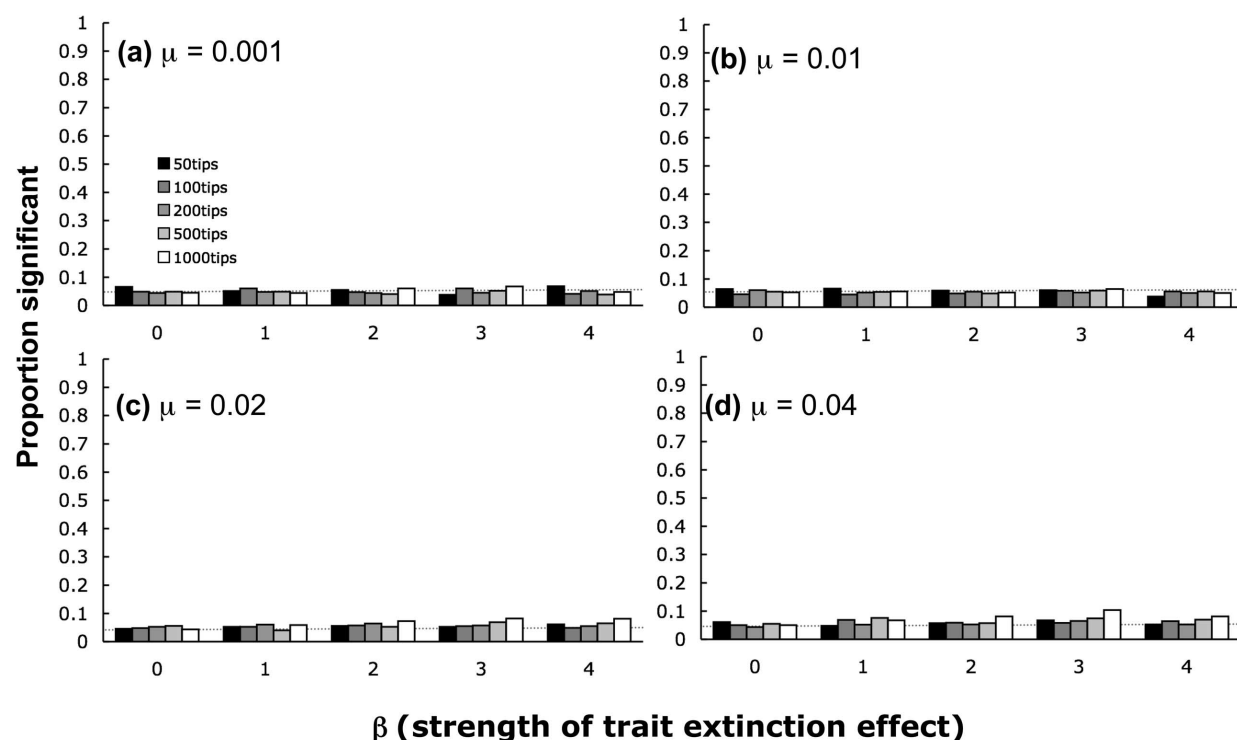 Proportion significant
(a) μ = 0.001
1
0.9
0.8
0.7
0.6
0.5
0.4
0.3
0.2
0.1
0
50tips
100tips
200tips
500tips
1000tips
0 1 2 3 4
(b) μ = 0.01
1
0.9
0.8
0.7
0.6
0.5
0.4
0.3
0.2
0.1
0
0 1 2 3 4
(c) μ = 0.02
1
0.9
0.8
0.7
0.6
0.5
0.4
0.3
0.2
0.1
0
0 1 2 3 4
(d) μ = 0.04
1
0.9
0.8
0.7
0.6
0.5
0.4
0.3
0.2
0.1
0
0 1 2 3 4
β (strength of trait extinction effect)